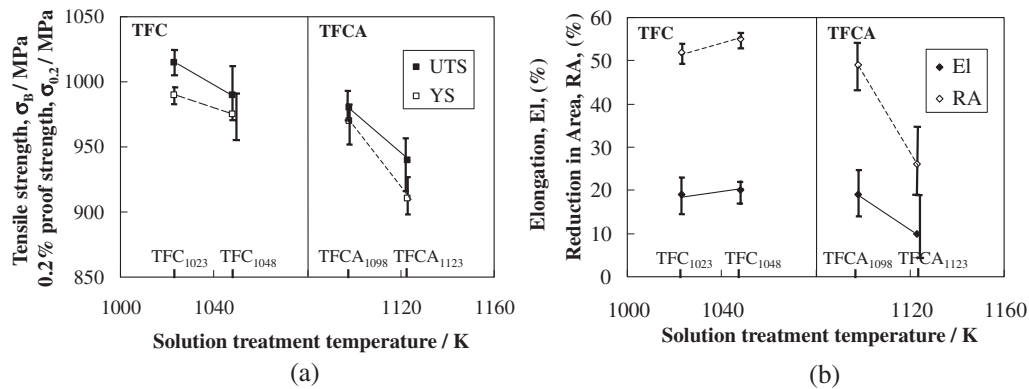 Tensile strength, σB / MPa
0.2% proof strength, σ0.2 / MPa
1050
1000
950
900
850
TFC
TFCA
UTS
YS
TFC1023
TFC1048
TFCA1098
TFCA1123
1000
1040
1080
1120
1160
Solution treatment temperature / K
(a)
Elongation, El, (%)
Reduction in Area, RA, (%)
60
50
40
30
20
10
0
TFC
TFCA
El
RA
TFC1023
TFC1048
TFCA1098
TFCA1123
1000
1040
1080
1120
1160
Solution treatment temperature / K
(b)